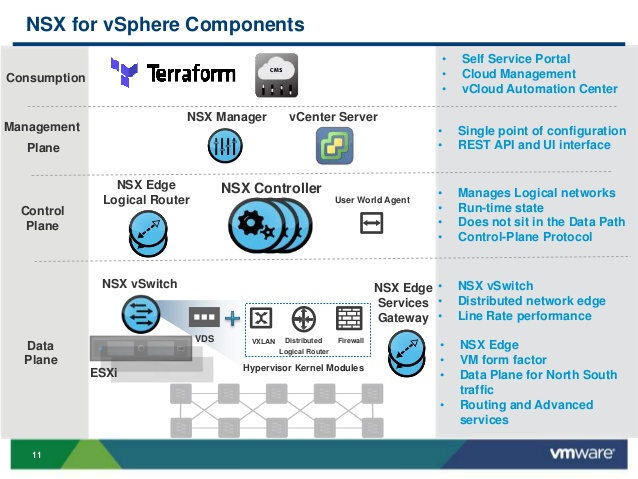 NSX for vSphere Components
Consumption
Terraform
CMS
• Self Service Portal
• Cloud Management
• vCloud Automation Center
Management
Plane
NSX Manager
vCenter Server
• Single point of configuration
• REST API and UI interface
Control
Plane
NSX Edge
Logical Router
NSX Controller
User World Agent
• Manages Logical networks
• Run-time state
• Does not sit in the Data Path
• Control-Plane Protocol
Data
Plane
NSX vSwitch
VDS
ESXi
VXLAN
Distributed
Logical Router
Firewall
Hypervisor Kernel Modules
NSX Edge
Services
Gateway
• NSX vSwitch
• Distributed network edge
• Line Rate performance
• NSX Edge
• VM form factor
• Data Plane for North South
traffic
• Routing and Advanced
services
11
vmware®